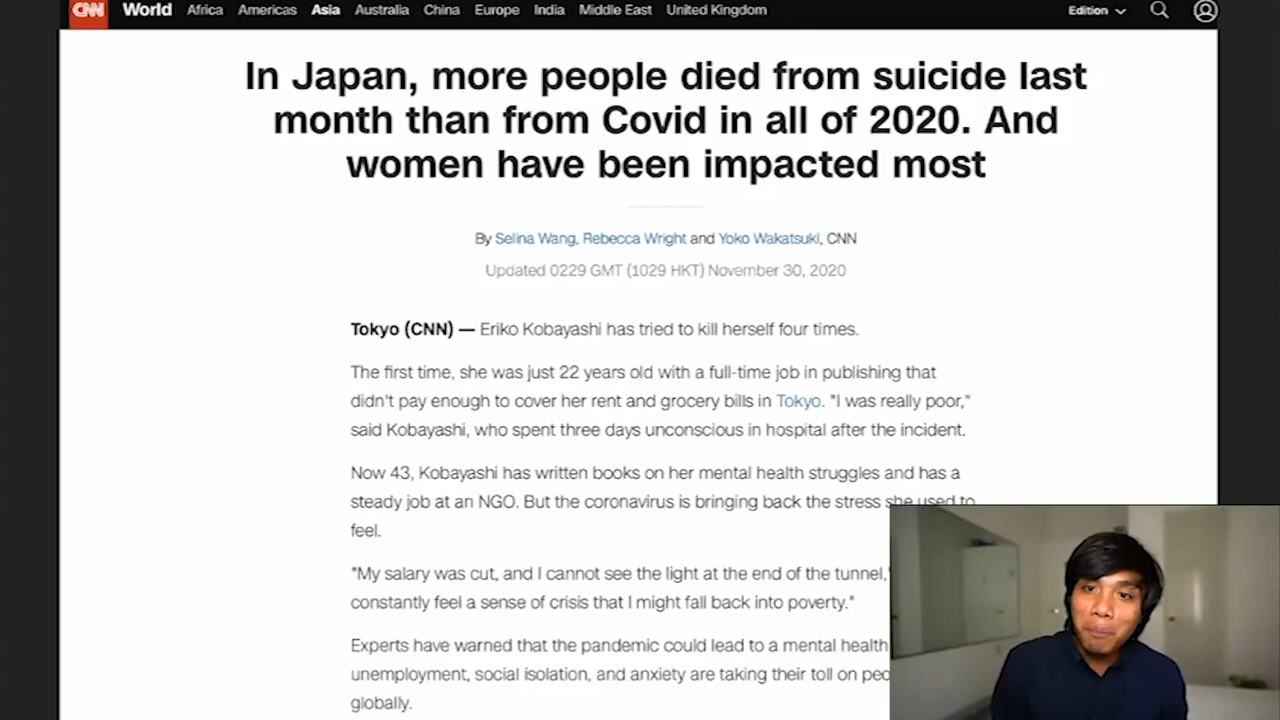 CNN World Africa Americas Asia Australia China Europe India Middle East United Kingdom Edition
In Japan, more people died from suicide last
month than from Covid in all of 2020. And
women have been impacted most
By Selina Wang, Rebecca Wright and Yoko Wakatsuki, CNN
Updated 0229 GMT (1029 HKT) November 30, 2020
Tokyo (CNN) — Eriko Kobayashi has tried to kill herself four times.
The first time, she was just 22 years old with a full-time job in publishing that
didn't pay enough to cover her rent and grocery bills in Tokyo. "I was really poor,"
said Kobayashi, who spent three days unconscious in hospital after the incident.
Now 43, Kobayashi has written books on her mental health struggles and has a
steady job at an NGO. But the coronavirus is bringing back the stress she used to
feel.
"My salary was cut, and I cannot see the light at the end of the tunnel,"
constantly feel a sense of crisis that I might fall back into poverty."
Experts have warned that the pandemic could lead to a mental health
unemployment, social isolation, and anxiety are taking their toll on
globally.